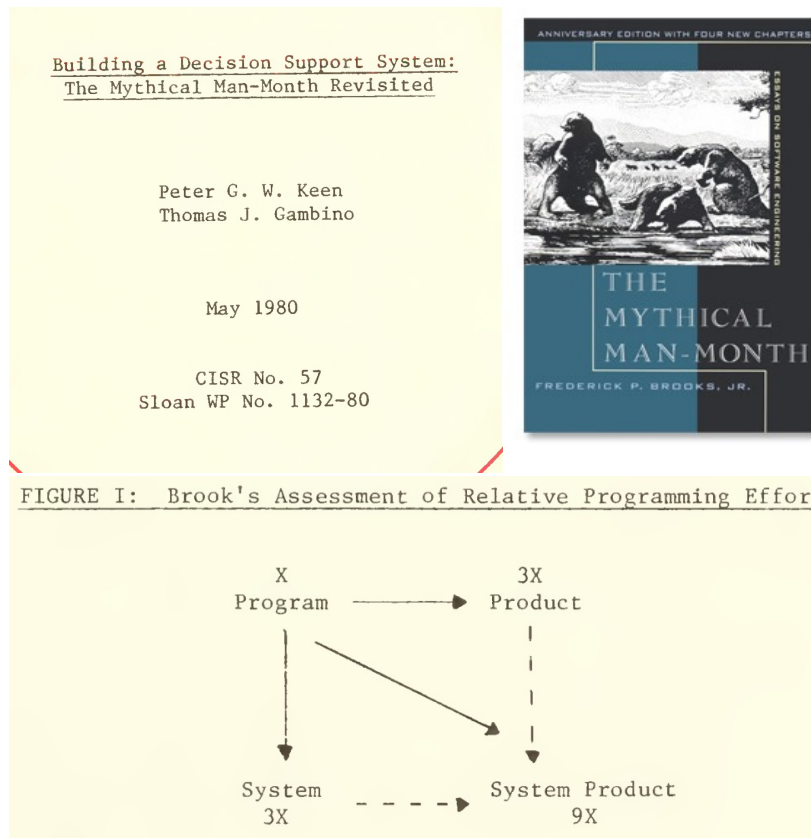 Building a Decision Support System:
The Mythical Man-Month Revisited
Peter G. W. Keen
Thomas J. Gambino
May 1980
CISR No. 57
Sloan WP No. 1132-80
ANNIVERSARY EDITION WITH FOUR NEW CHAPTERS
ESSAYS ON SOFTWARE ENGINEERING
THE
MYTHICAL
MAN-MONTH
FREDERICK P. BROOKS, JR.
FIGURE I: Brook's Assessment of Relative Programming Effor
X
Program
3X
Product
System
3X
System Product
9X